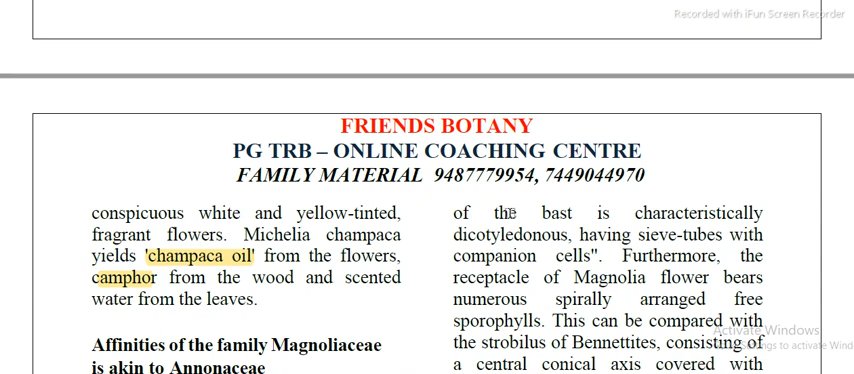 Recorded with iFun Screen Recorder
FRIENDS BOTANY
PG TRB – ONLINE COACHING CENTRE
FAMILY MATERIAL 9487779954, 7449044970
conspicuous white and yellow-tinted,
fragrant flowers. Michelia champaca
yields 'champaca oil' from the flowers,
camphor from the wood and scented
water from the leaves.
Affinities of the family Magnoliaceae
is akin to Annonaceae
of the bast is characteristically
dicotyledonous, having sieve-tubes with
companion cells". Furthermore, the
receptacle of Magnolia flower bears
numerous spirally arranged free
sporophylls. This can be compared with
the strobilus of Bennettites, consisting of
a central conical axis covered with
Activate Windows
Settings to activate Wind